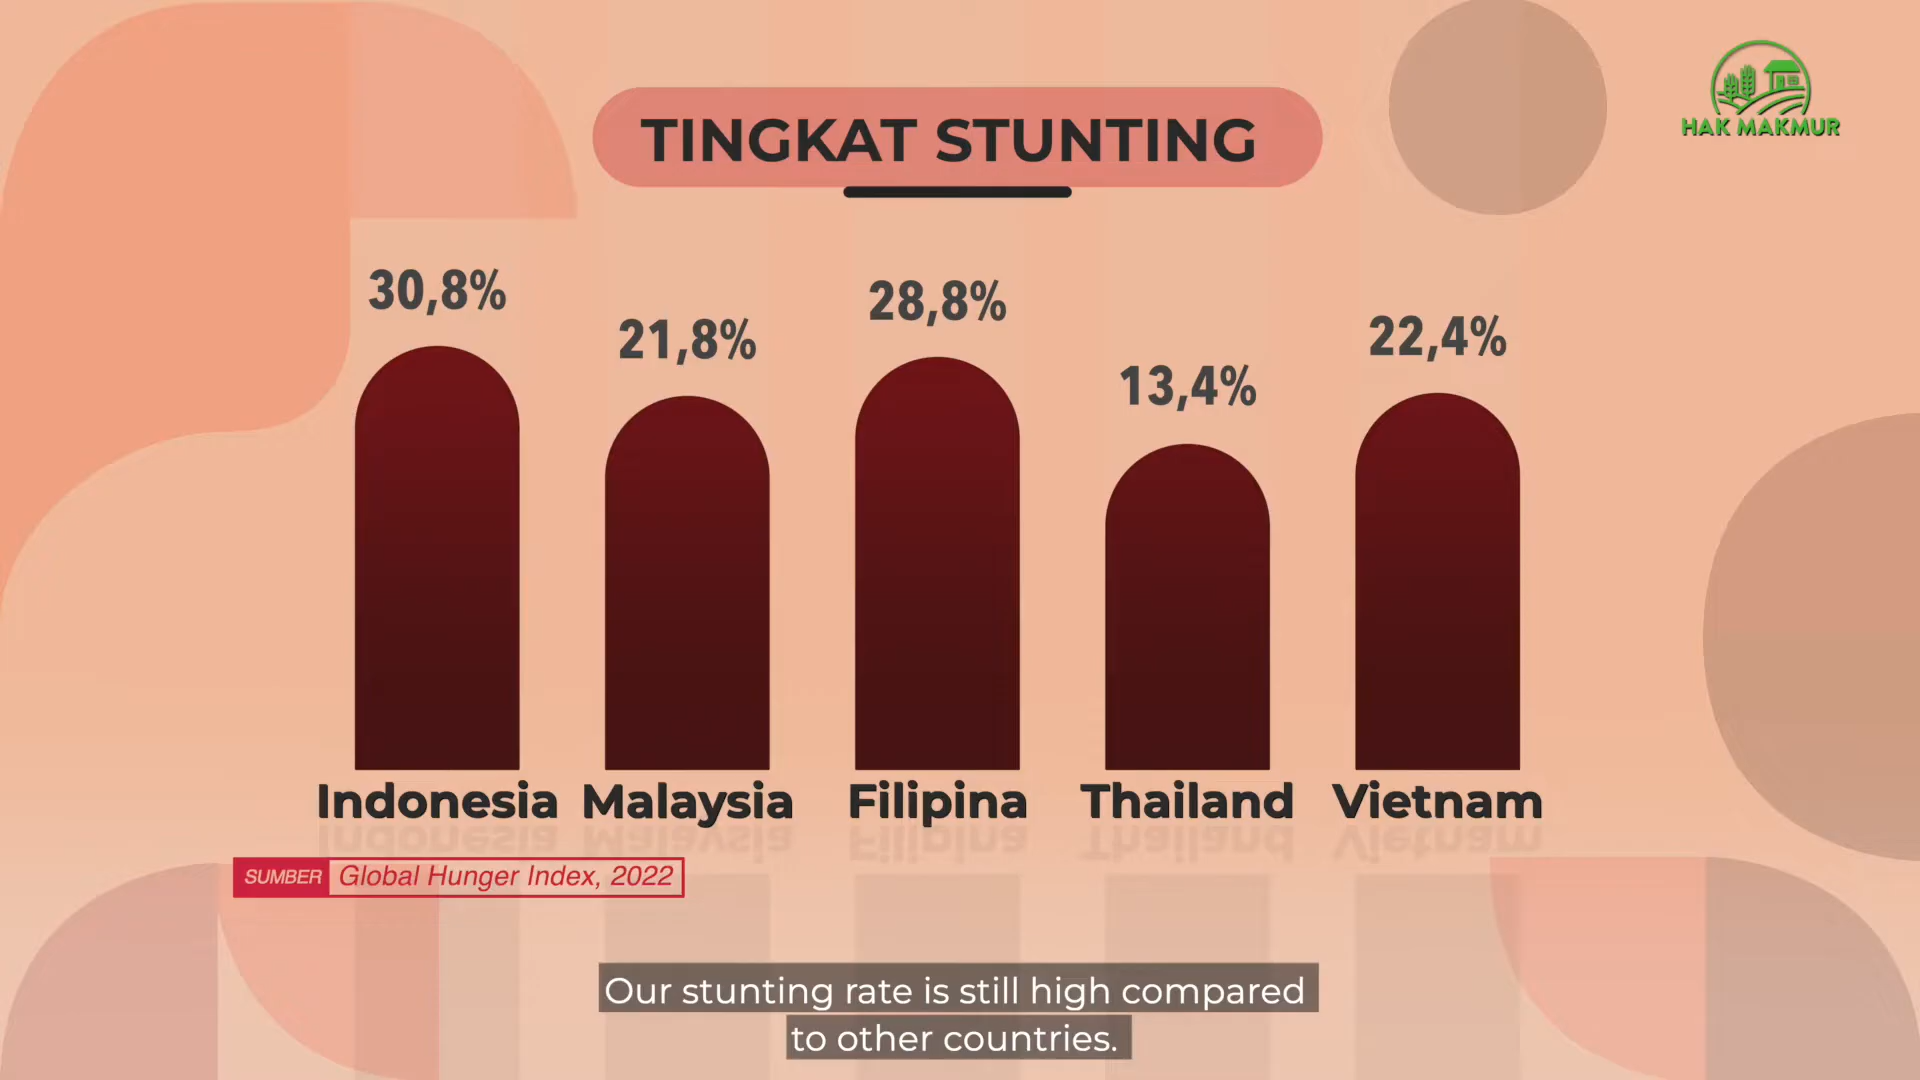 HAK MAKMUR
TINGKAT STUNTING
30,8%
21,8%
28,8%
13,4%
22,4%
Indonesia
Malaysia
Filipina
Thailand
Vietnam
SUMBER Global Hunger Index, 2022
Our stunting rate is still high compared
to other countries.